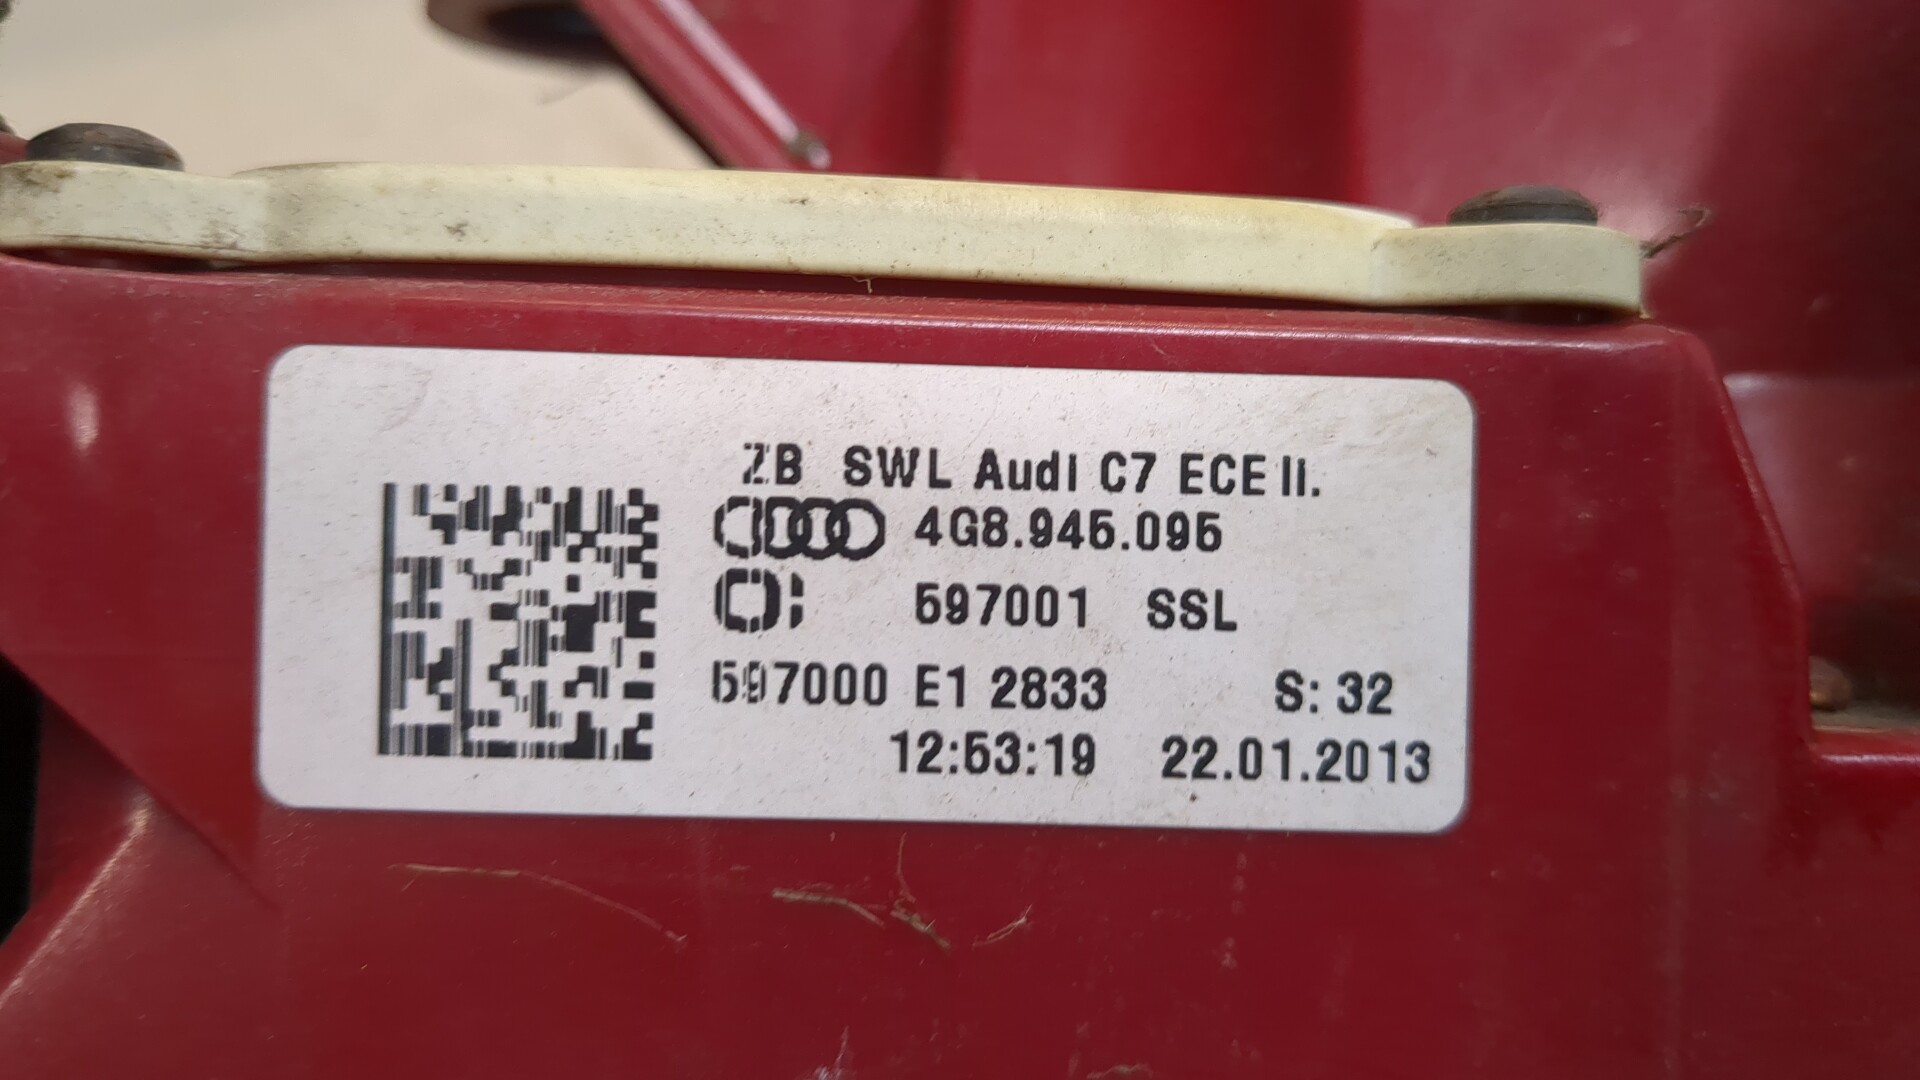 ZB SWL Audi C7 ECE li.
4G8.945.095
597001 SSL
597000 E1 2833 S: 32
12:53:19 22.01.2013